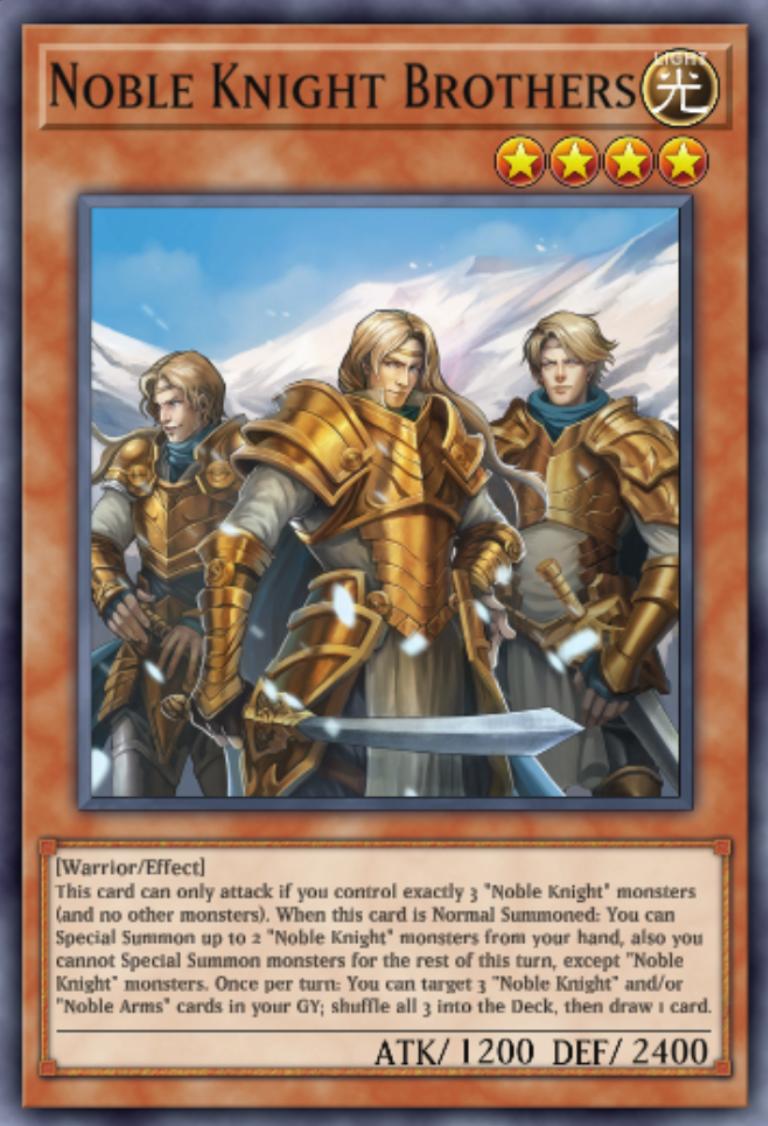 NOBLE KNIGHT BROTHERS
LIGHT
光
[Warrior/Effect]
This card can only attack if you control exactly 3 "Noble Knight" monsters
(and no other monsters). When this card is Normal Summoned: You can
Special Summon up to 2 "Noble Knight" monsters from your hand, also you
cannot Special Summon monsters for the rest of this turn, except "Noble
Knight" monsters. Once per turn: You can target 3 "Noble Knight" and/or
"Noble Arms" cards in your GY; shuffle all 3 into the Deck, then draw 1 card.
ATK/ 1200 DEF/ 2400